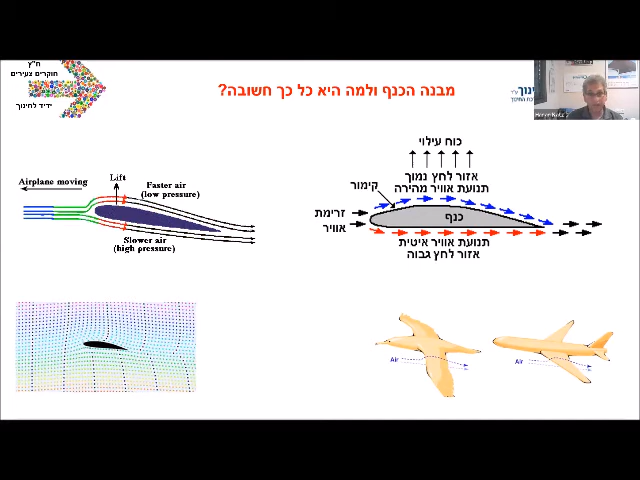 ח"ץ
חוקרים צעירים
ידיד לחינוך
מבנה הכנף ולמה היא כל כך חשובה?
Airplane moving
Lift
Faster air
(low pressure)
Slower air
(high pressure)
כוח עילוי
אזור לחץ נמוך
תנועת אוויר מהירה
קימור
זרימת
אוויר
כנף
תנועת אוויר איטית
אזור לחץ גבוה
Air
Air